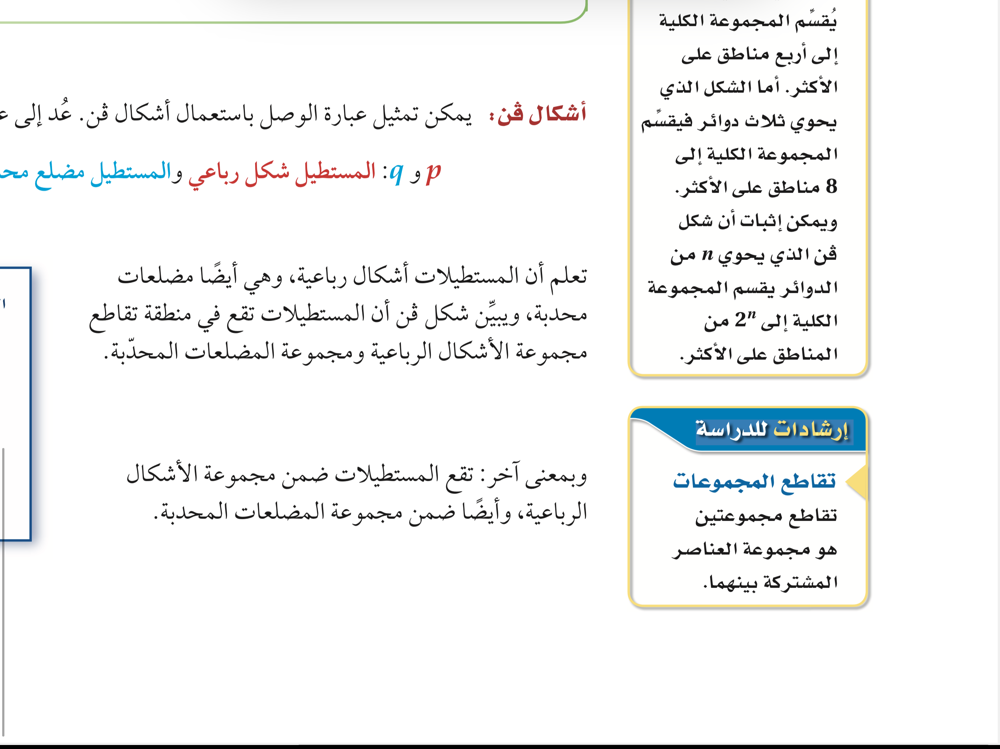 يُقسِّم المجموعة الكلية
إلى أربع مناطق على
الأكثر. أما الشكل الذي
يحوي ثلاث دوائر فيقسِّم
المجموعة الكلية إلى
8 مناطق على الأكثر.
ويمكن إثبات أن شكل
ڤن الذي يحوي n من
الدوائر يقسم المجموعة
الكلية إلى 2ⁿ من
المناطق على الأكثر.
إرشادات للدراسة
تقاطع المجموعات
تقاطع مجموعتين
هو مجموعة العناصر
المشتركة بينهما.
أشكال ڤن: يمكن تمثيل عبارة الوصل باستعمال أشكال ڤن. عُد إلى
p و q: المستطيل شكل رباعي والمستطيل مضلع
تعلم أن المستطيلات أشكال رباعية، وهي أيضًا مضلعات
محدبة، ويبيِّن شكل ڤن أن المستطيلات تقع في منطقة تقاطع
مجموعة الأشكال الرباعية ومجموعة المضلعات المحدّبة.
وبمعنى آخر: تقع المستطيلات ضمن مجموعة الأشكال
الرباعية، وأيضًا ضمن مجموعة المضلعات المحدبة.